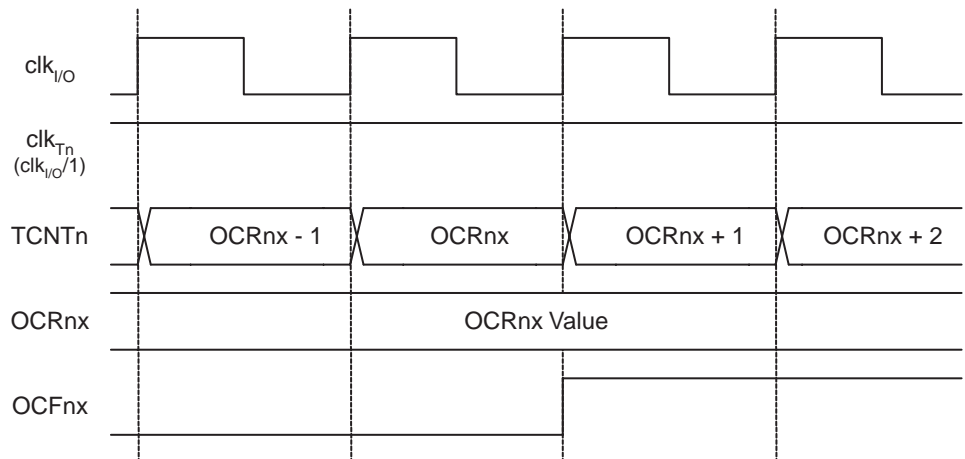 clkI/O
clkTn
(clkI/O/1)
TCNTn OCRnx - 1 OCRnx OCRnx + 1 OCRnx + 2
OCRnx OCRnx Value
OCFnx